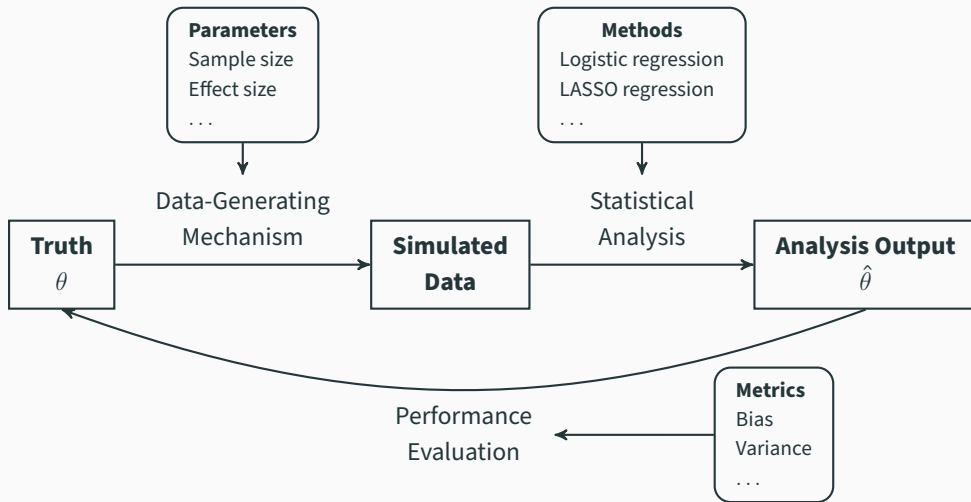 Parameters
Sample size
Effect size
. . .
Methods
Logistic regression
LASSO regression
. . .
Data-Generating
Mechanism
Statistical
Analysis
Truth
θ
Simulated
Data
Analysis Output
θ̂
Performance
Evaluation
Metrics
Bias
Variance
. . .